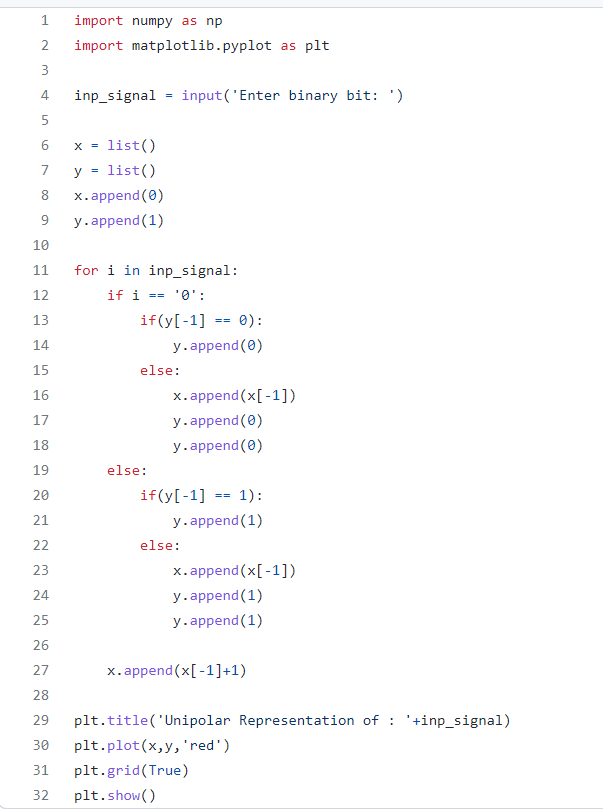 1 import numpy as np
2 import matplotlib.pyplot as plt
3
4 inp_signal = input('Enter binary bit: ')
5
6 x = list()
7 y = list()
8 x.append(0)
9 y.append(1)
10
11 for i in inp_signal:
12     if i == '0':
13         if(y[-1] == 0):
14             y.append(0)
15         else:
16             x.append(x[-1])
17             y.append(0)
18             y.append(0)
19     else:
20         if(y[-1] == 1):
21             y.append(1)
22         else:
23             x.append(x[-1])
24             y.append(1)
25             y.append(1)
26
27     x.append(x[-1]+1)
28
29 plt.title('Unipolar Representation of : '+inp_signal)
30 plt.plot(x,y,'red')
31 plt.grid(True)
32 plt.show()